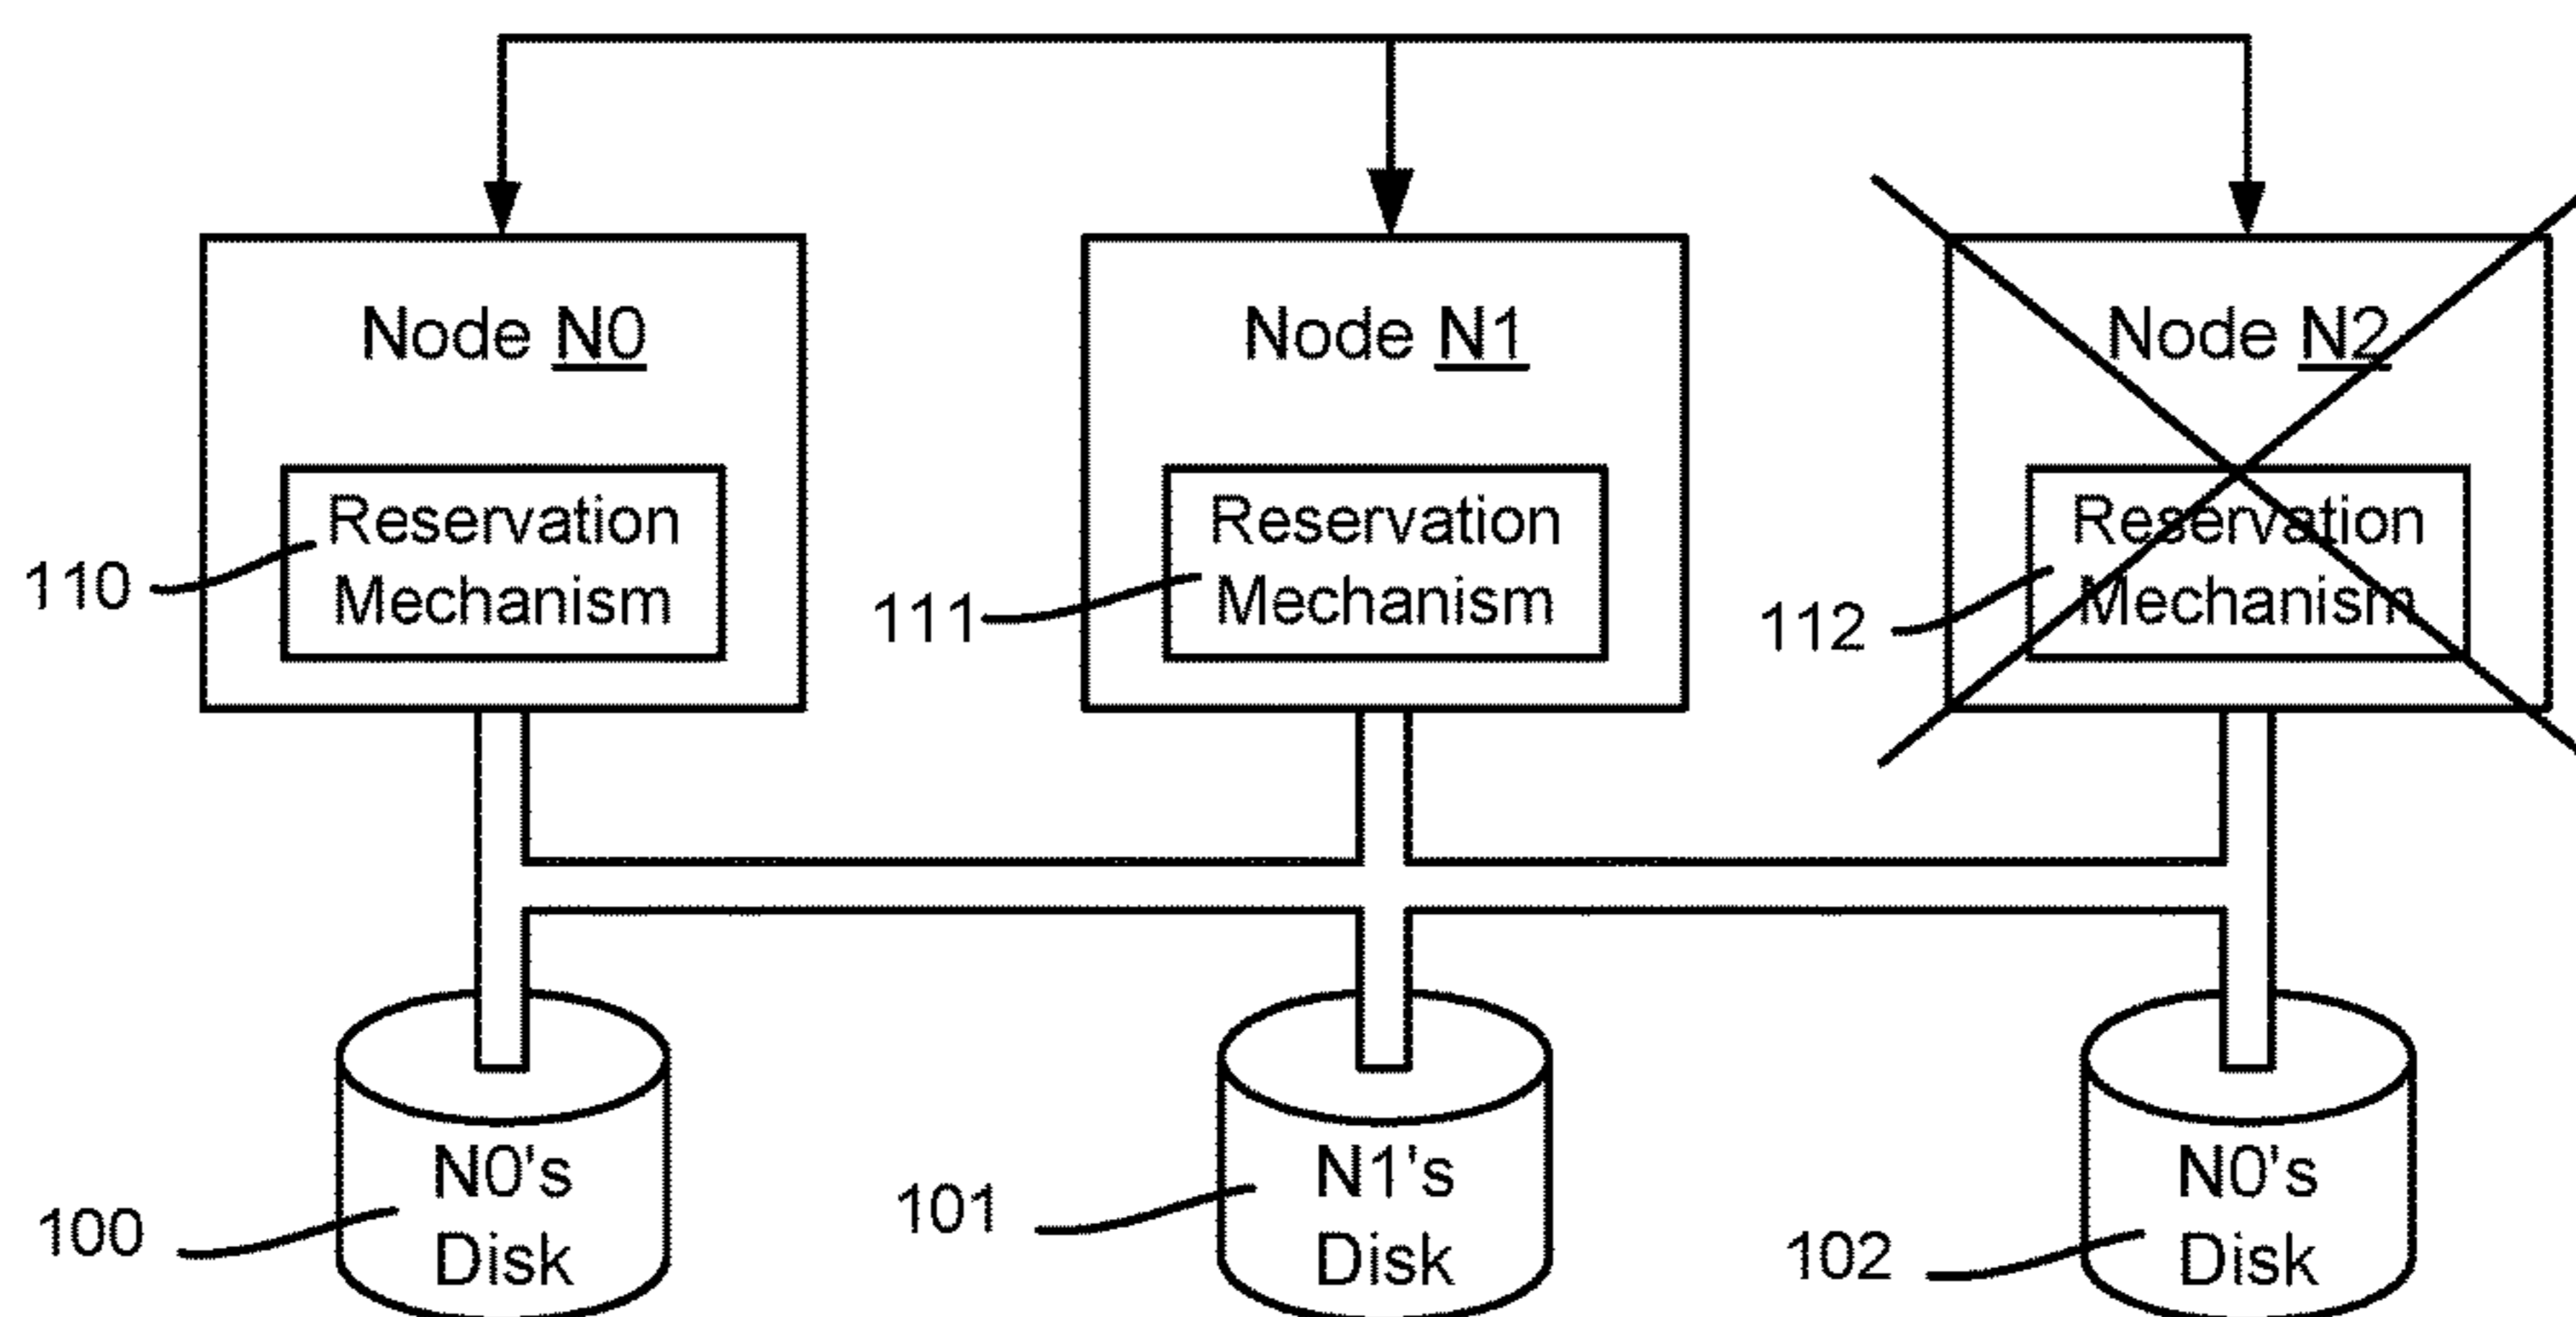 Node N0
Node N1
Node N2
Reservation
Mechanism
Reservation
Mechanism
Reservation
Mechanism
110
111
112
N0's
Disk
N1's
Disk
N0's
Disk
100
101
102